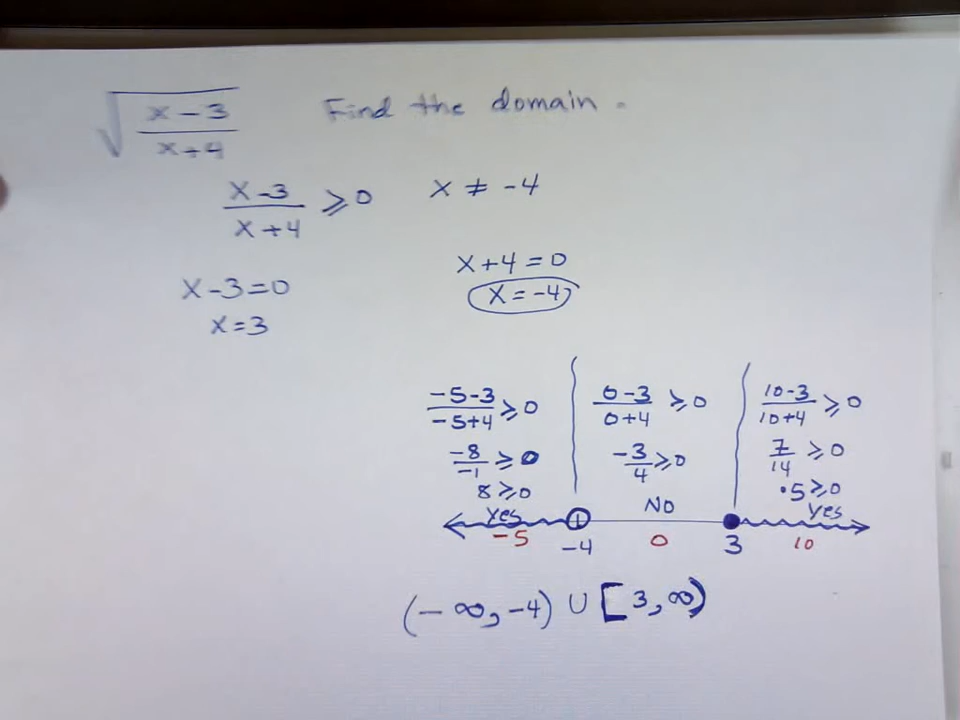 √((x-3)/(x+4)) Find the domain.
(x-3)/(x+4) ≥ 0 x ≠ -4
x+4=0
x-3=0
x=-4
x=3
(-5-3)/(-5+4) ≥ 0 (0-3)/(0+4) ≥ 0 (10-3)/(10+4) ≥ 0
-8/-1 ≥ 0 -3/4 ≥ 0 7/14 ≥ 0
8 ≥ 0 .5 ≥ 0
yes NO yes
-5 -4 0 3 10
(-∞,-4) ∪ [3,∞)